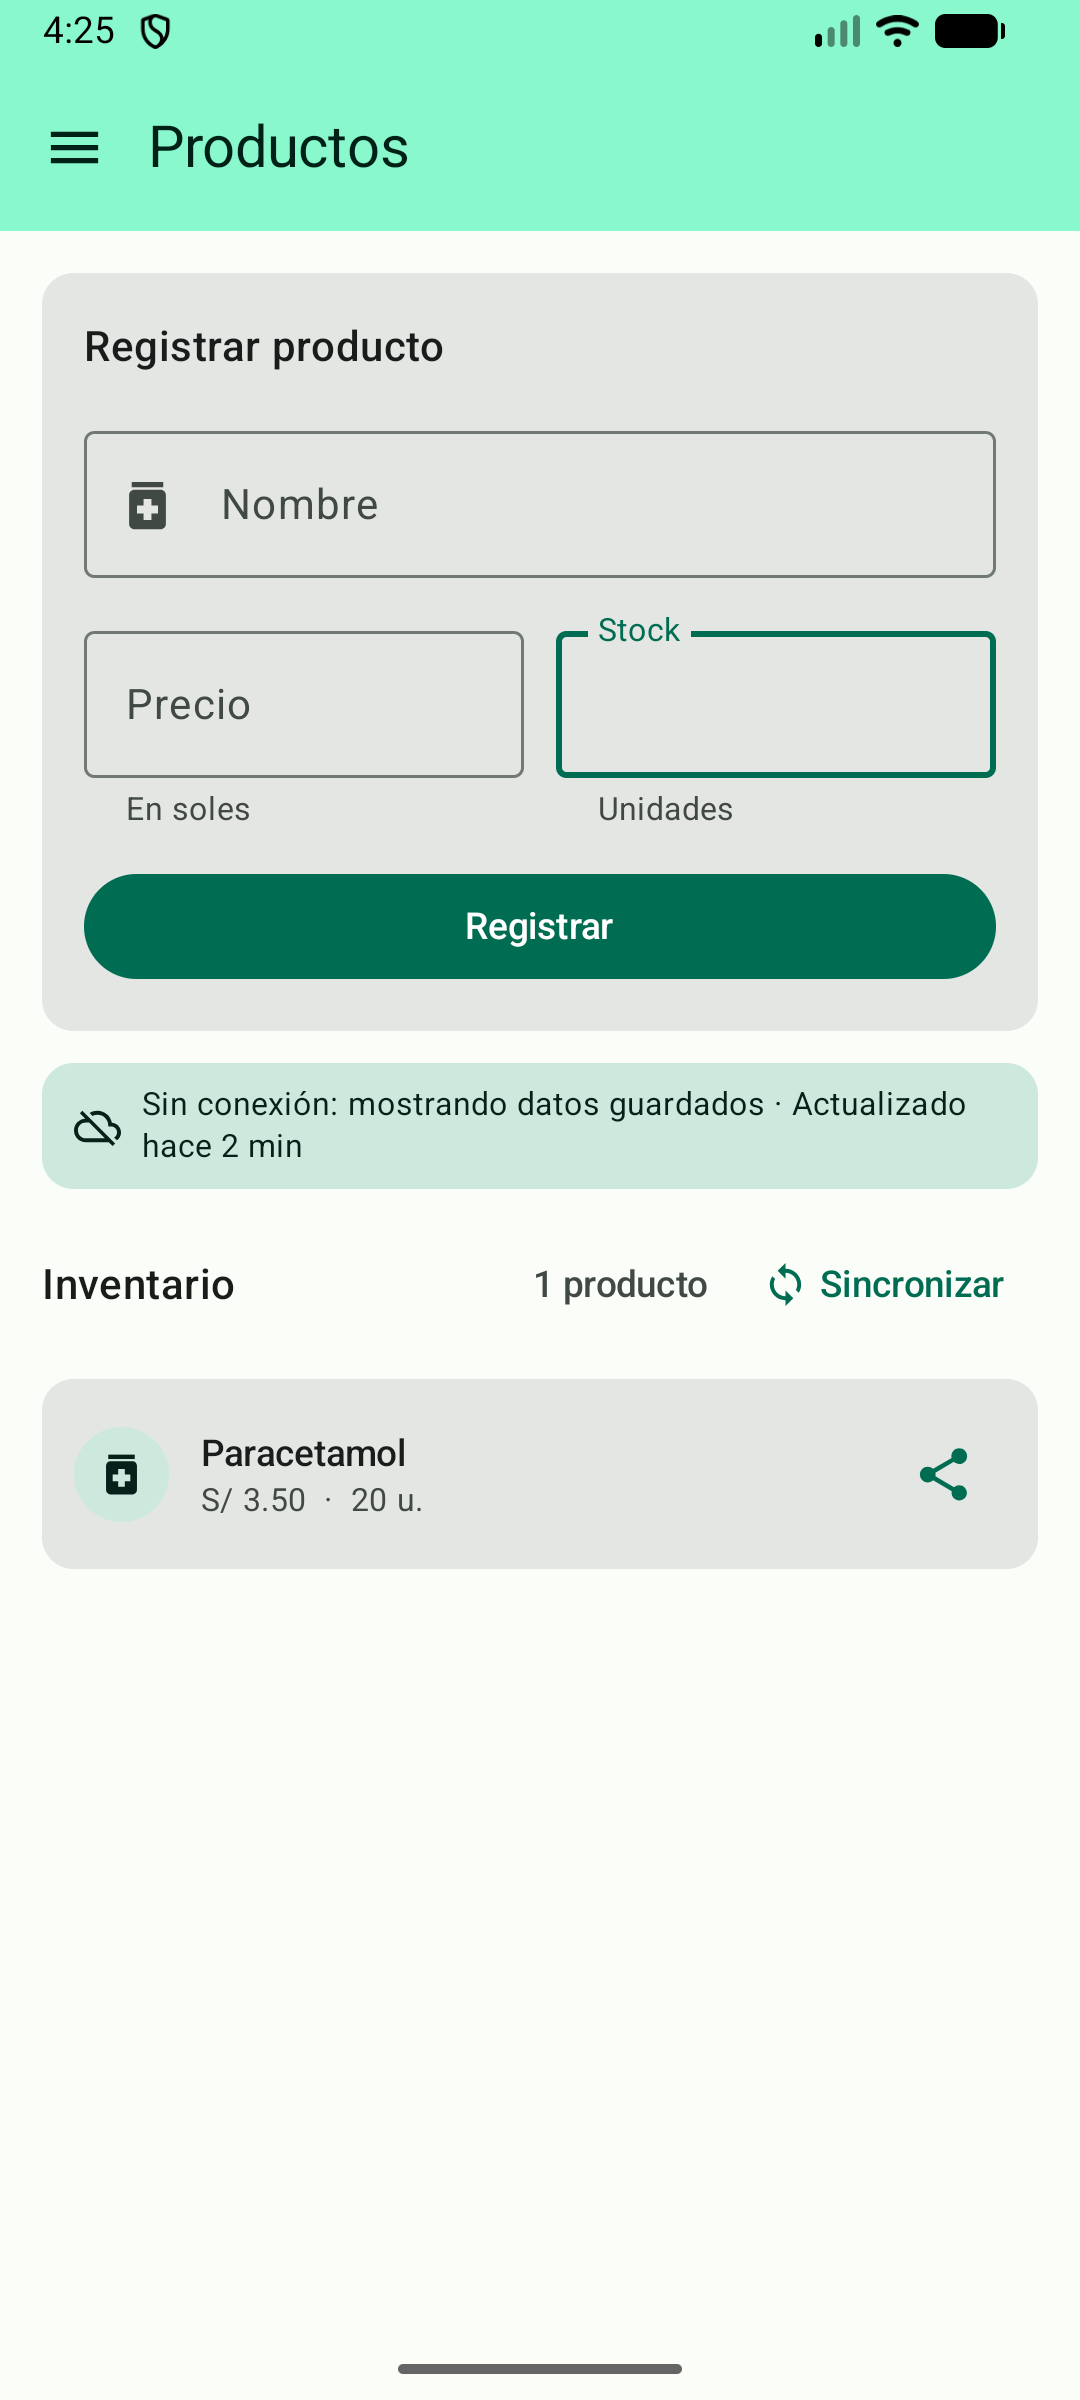 4:25
Productos
Registrar producto
Nombre
Precio
Stock
En soles
Unidades
Registrar
Sin conexión: mostrando datos guardados · Actualizado
hace 2 min
Inventario
1 producto
Sincronizar
Paracetamol
S/ 3.50 · 20 u.